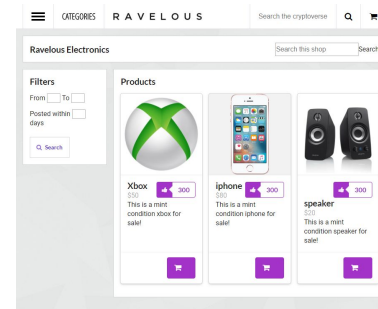 CATEGORIES
RAVELOUS
Search the cryptoverse
Ravelous Electronics
Search this shop
Search
Filters
From To
Posted within
days
Search
Products
Xbox
$50
300
This is a mint
condition xbox for
sale!
iphone
$80
300
This is a mint
condition iphone for
sale!
300
speaker
$20
This is a mint
condition speaker for
sale!